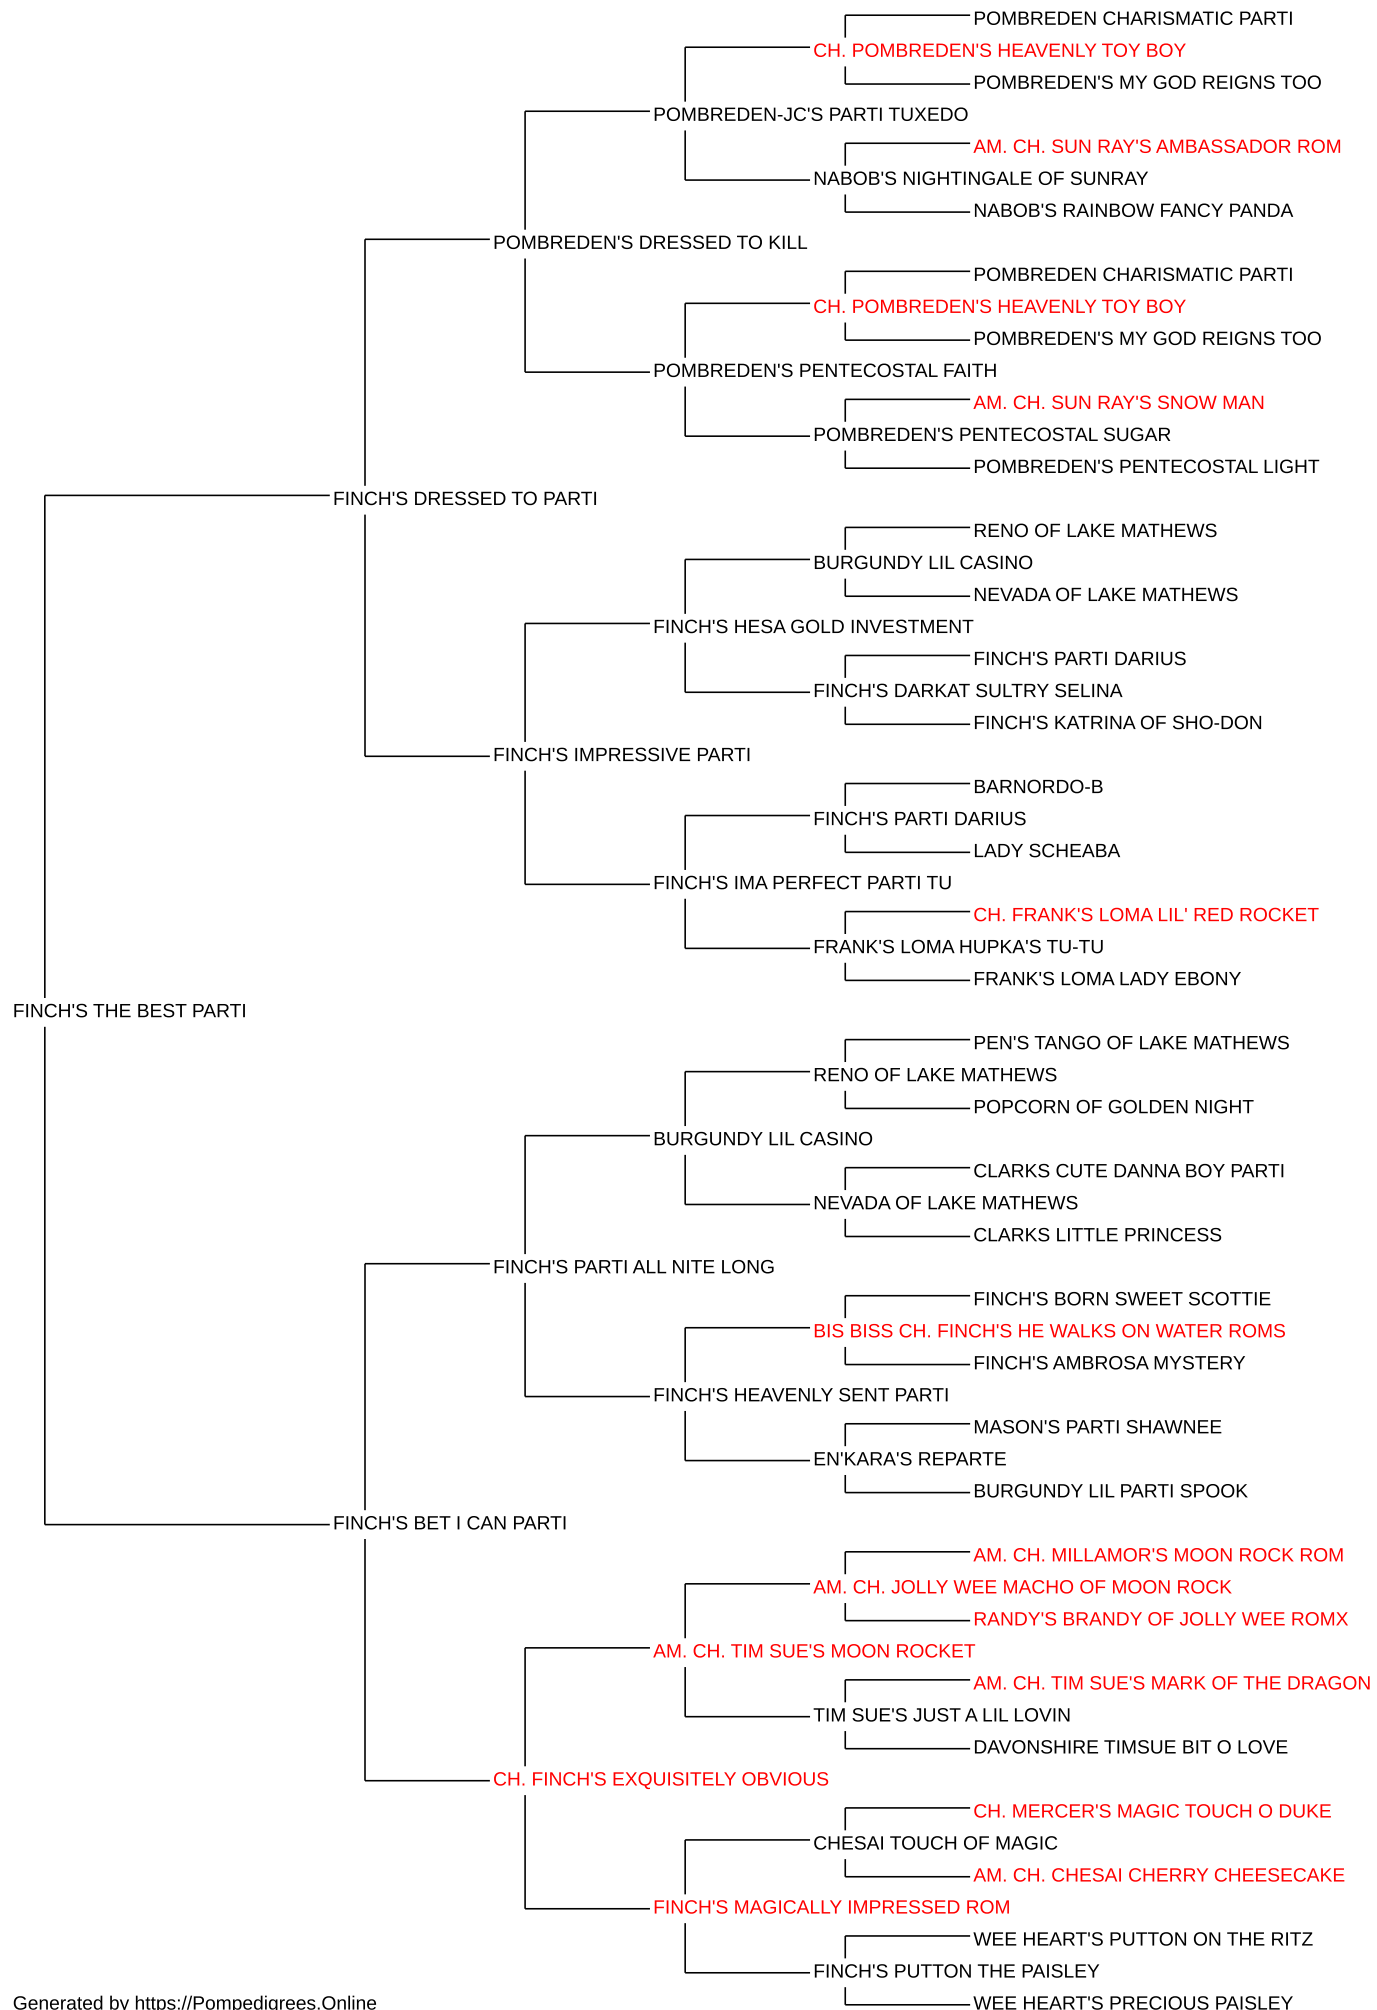 POMBREDEN CHARISMATIC PARTI
CH. POMBREDEN'S HEAVENLY TOY BOY
POMBREDEN'S MY GOD REIGNS TOO
POMBREDEN-JC'S PARTI TUXEDO
AM. CH. SUN RAY'S AMBASSADOR ROM
NABOB'S NIGHTINGALE OF SUNRAY
NABOB'S RAINBOW FANCY PANDA
POMBREDEN'S DRESSED TO KILL
POMBREDEN CHARISMATIC PARTI
CH. POMBREDEN'S HEAVENLY TOY BOY
POMBREDEN'S MY GOD REIGNS TOO
POMBREDEN'S PENTECOSTAL FAITH
AM. CH. SUN RAY'S SNOW MAN
POMBREDEN'S PENTECOSTAL SUGAR
POMBREDEN'S PENTECOSTAL LIGHT
FINCH'S DRESSED TO PARTI
RENO OF LAKE MATHEWS
BURGUNDY LIL CASINO
NEVADA OF LAKE MATHEWS
FINCH'S HESA GOLD INVESTMENT
FINCH'S PARTI DARIUS
FINCH'S DARKAT SULTRY SELINA
FINCH'S KATRINA OF SHO-DON
FINCH'S IMPRESSIVE PARTI
BARNORDO-B
FINCH'S PARTI DARIUS
LADY SCHEABA
FINCH'S IMA PERFECT PARTI TU
CH. FRANK'S LOMA LIL' RED ROCKET
FRANK'S LOMA HUPKA'S TU-TU
FRANK'S LOMA LADY EBONY
FINCH'S THE BEST PARTI
PEN'S TANGO OF LAKE MATHEWS
RENO OF LAKE MATHEWS
POPCORN OF GOLDEN NIGHT
BURGUNDY LIL CASINO
CLARKS CUTE DANNA BOY PARTI
NEVADA OF LAKE MATHEWS
CLARKS LITTLE PRINCESS
FINCH'S PARTI ALL NITE LONG
FINCH'S BORN SWEET SCOTTIE
BIS BISS CH. FINCH'S HE WALKS ON WATER ROMS
FINCH'S AMBROSA MYSTERY
FINCH'S HEAVENLY SENT PARTI
MASON'S PARTI SHAWNEE
EN'KARA'S REPARTE
BURGUNDY LIL PARTI SPOOK
FINCH'S BET I CAN PARTI
AM. CH. MILLAMOR'S MOON ROCK ROM
AM. CH. JOLLY WEE MACHO OF MOON ROCK
RANDY'S BRANDY OF JOLLY WEE ROMX
AM. CH. TIM SUE'S MOON ROCKET
AM. CH. TIM SUE'S MARK OF THE DRAGON
TIM SUE'S JUST A LIL LOVIN
DAVONSHIRE TIMSUE BIT O LOVE
CH. FINCH'S EXQUISITELY OBVIOUS
CH. MERCER'S MAGIC TOUCH O DUKE
CHESAI TOUCH OF MAGIC
AM. CH. CHESAI CHERRY CHEESECAKE
FINCH'S MAGICALLY IMPRESSED ROM
WEE HEART'S PUTTON ON THE RITZ
FINCH'S PUTTON THE PAISLEY
WEE HEART'S PRECIOUS PAISLEY
Generated by https://Pompedigrees.Online